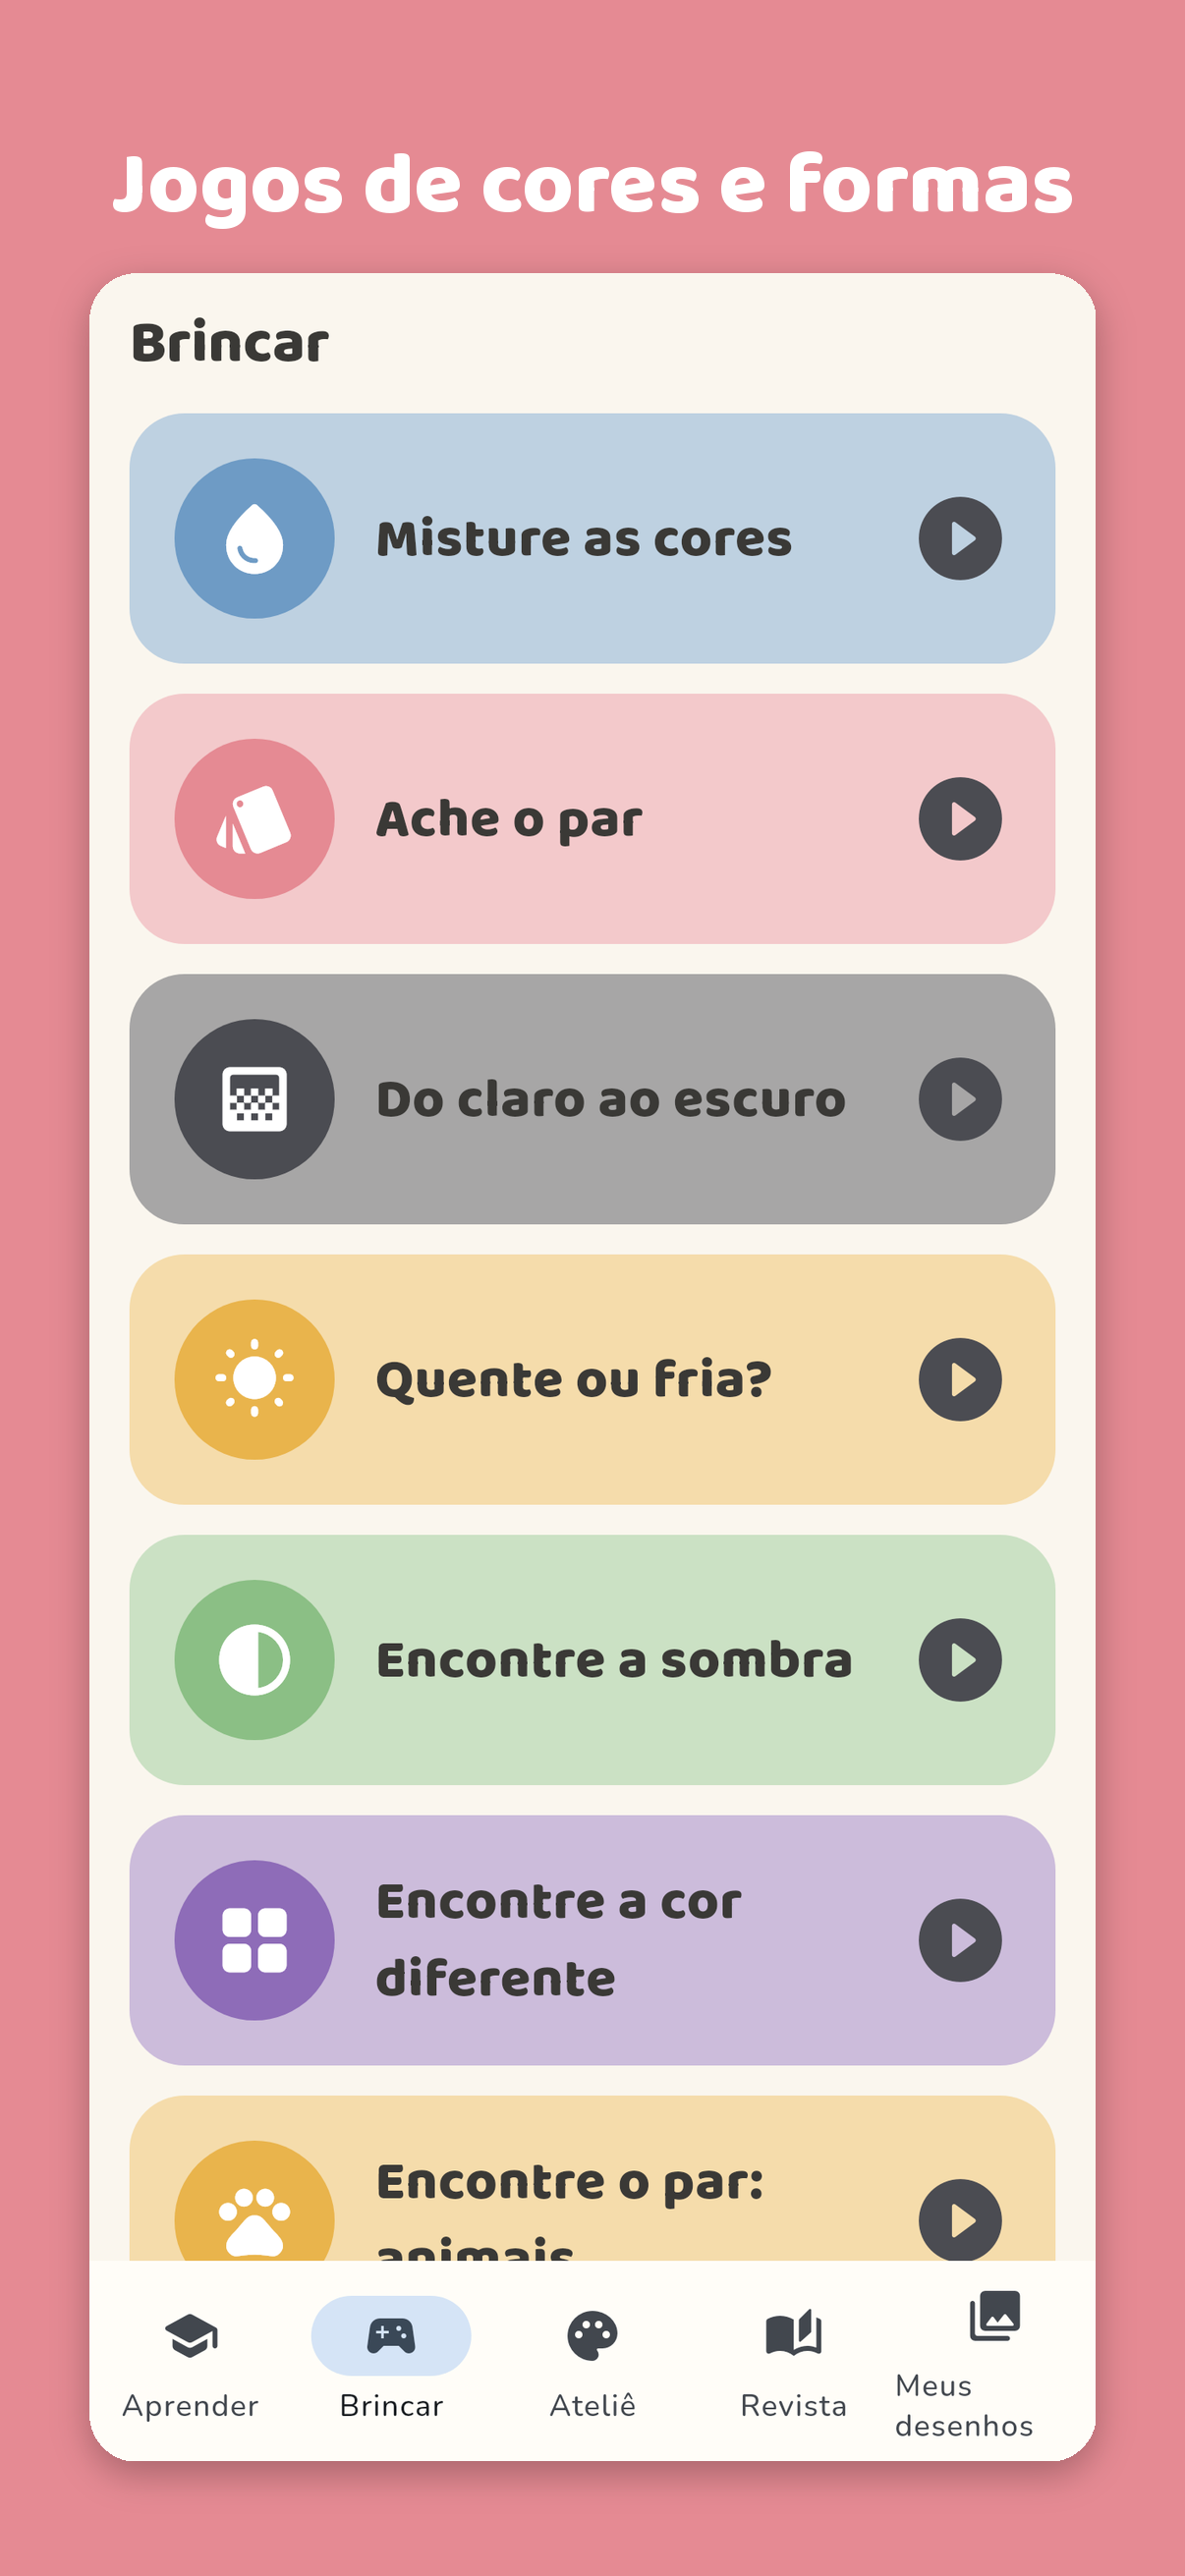 Jogos de cores e formas
Brincar
Misture as cores
Ache o par
Do claro ao escuro
Quente ou fria?
Encontre a sombra
Encontre a cor
diferente
Encontre o par:
animais
Aprender
Brincar
Ateliê
Revista
Meus
desenhos